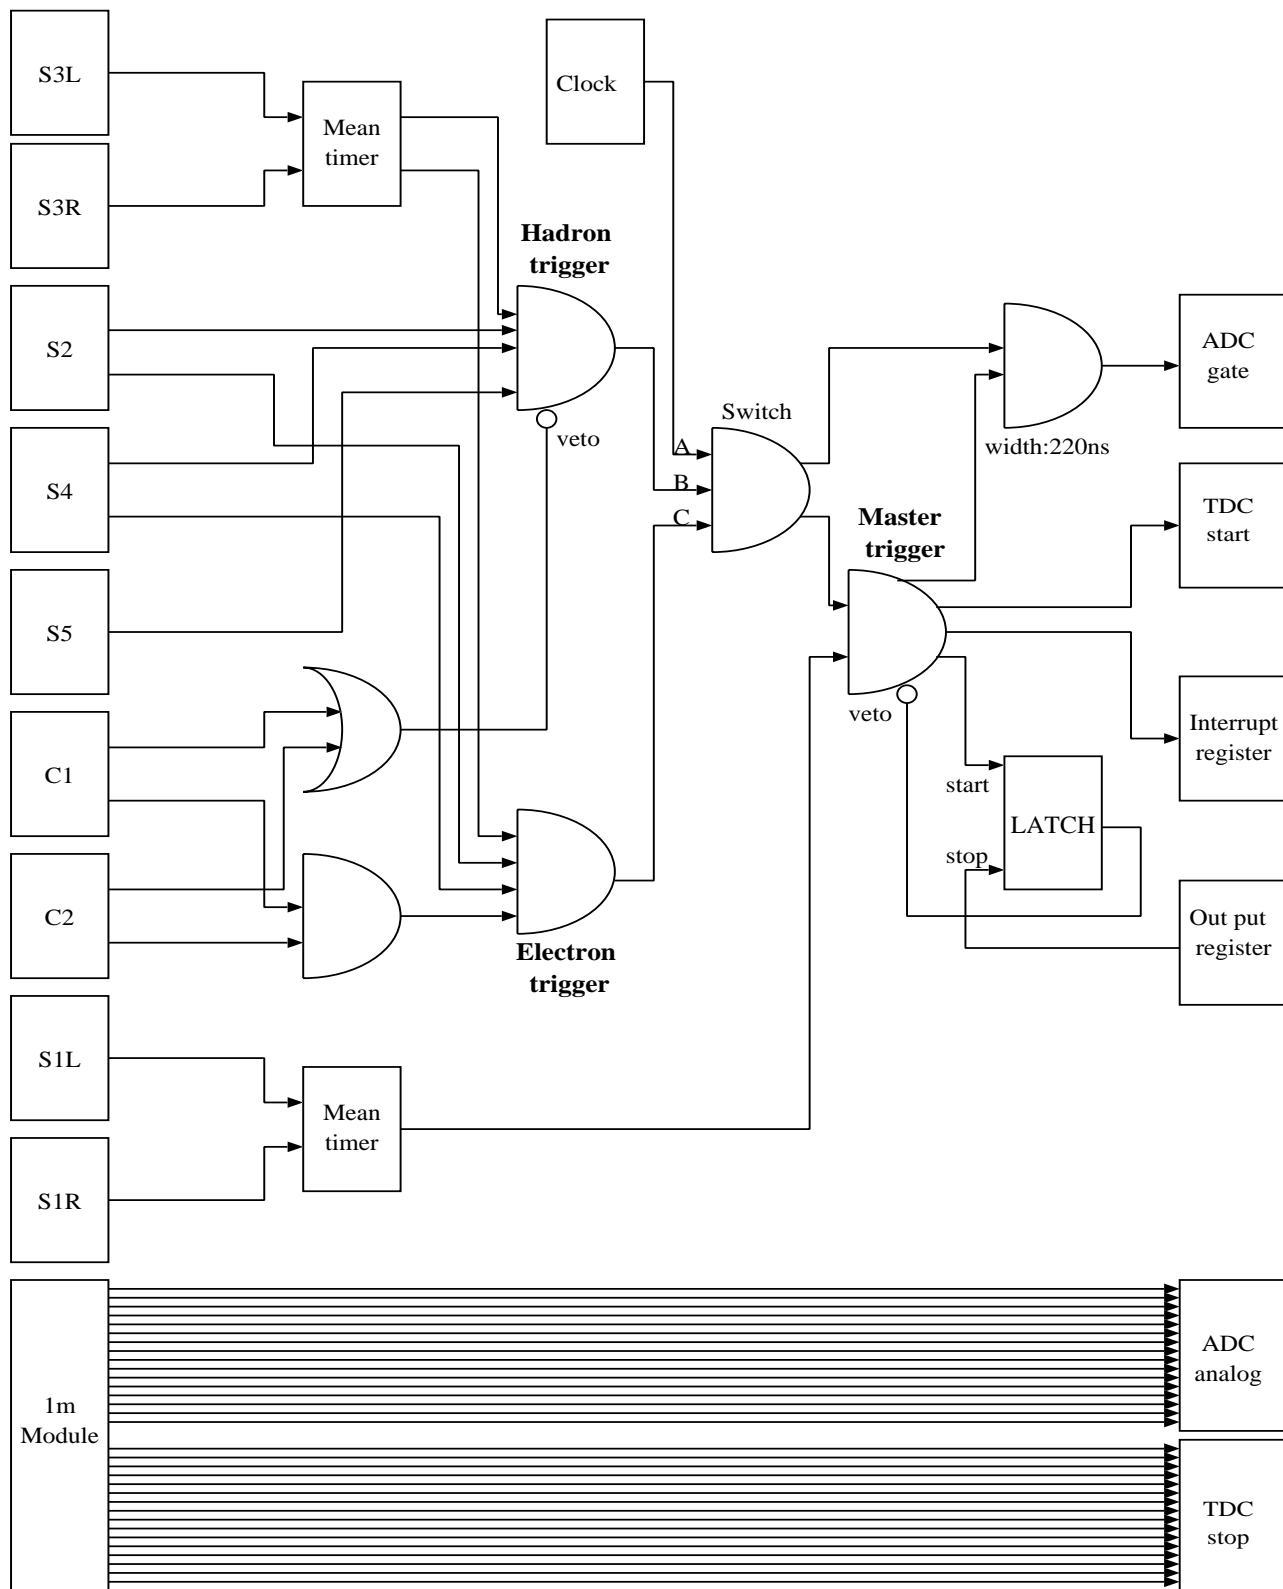 S3L
S3R
S2
S4
S5
C1
C2
S1L
S1R
1m
Module
Mean
timer
Clock
Hadron
trigger
veto
Electron
trigger
Mean
timer
Switch
A
B
C
Master
trigger
veto
width:220ns
start
LATCH
stop
ADC
gate
TDC
start
Interrupt
register
Out put
register
ADC
analog
TDC
stop